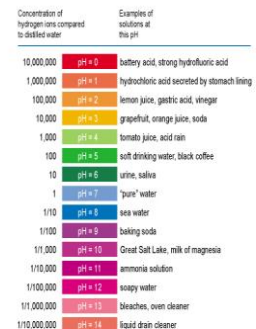 Concentration of Examples of
hydrogen ions compared solutions at
to distilled water this pH
10,000,000 pH = 0 battery acid, strong hydrofluoric acid
1,000,000 pH = 1 hydrochloric acid secreted by stomach lining
100,000 pH = 2 lemon juice, gastric acid, vinegar
10,000 pH = 3 grapefruit, orange juice, soda
1,000 pH = 4 tomato juice, acid rain
100 pH = 5 soft drinking water, black coffee
10 pH = 6 urine, saliva
1 pH = 7 "pure" water
1/10 pH = 8 sea water
1/100 pH = 9 baking soda
1/1,000 pH = 10 Great Salt Lake, milk of magnesia
1/10,000 pH = 11 ammonia solution
1/100,000 pH = 12 soapy water
1/1,000,000 pH = 13 bleaches, oven cleaner
1/10,000,000 pH = 14 liquid drain cleaner